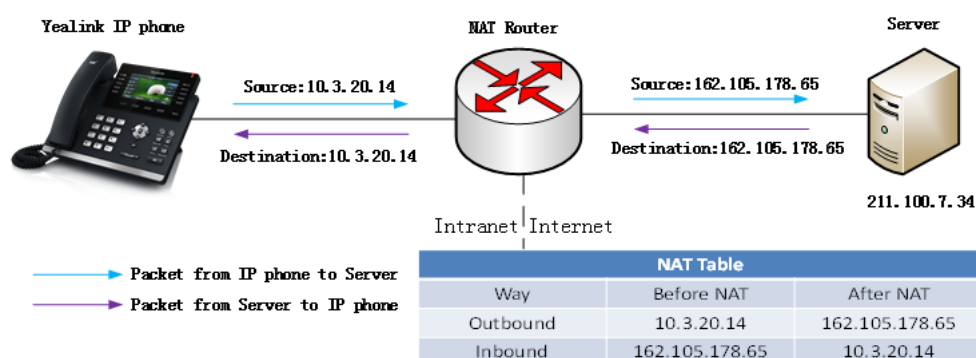 Yealink IP phone
NAT Router
Server
Source:10.3.20.14
Source:162.105.178.65
Destination:10.3.20.14
Destination:162.105.178.65
211.100.7.34
Intranet Internet
Packet from IP phone to Server
Packet from Server to IP phone
NAT Table
Way Before NAT After NAT
Outbound 10.3.20.14 162.105.178.65
Inbound 162.105.178.65 10.3.20.14